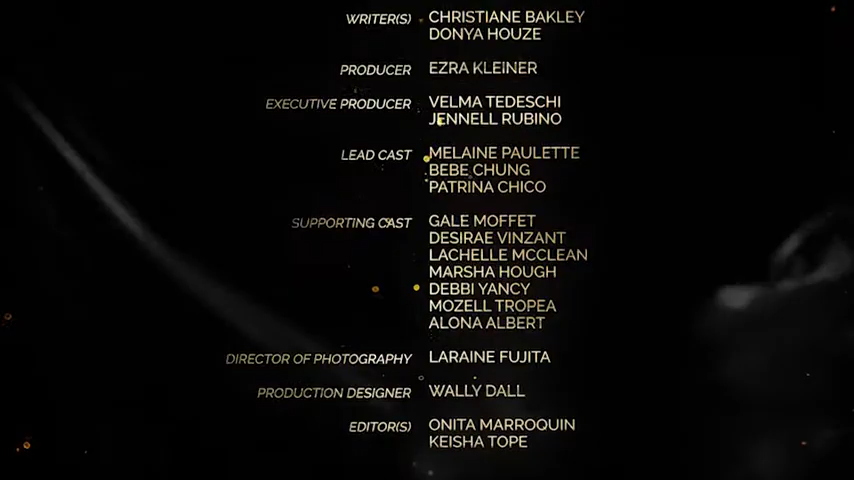 WRITER(S) CHRISTIANE BAKLEY
DONYA HOUZE
PRODUCER EZRA KLEINER
EXECUTIVE PRODUCER VELMA TEDESCHI
JENNELL RUBINO
LEAD CAST MELAINE PAULETTE
BEBE CHUNG
PATRINA CHICO
SUPPORTING CAST GALE MOFFET
DESIRAE VINZANT
LACHELLE MCCLEAN
MARSHA HOUGH
DEBBI YANCY
MOZELL TROPEA
ALONA ALBERT
DIRECTOR OF PHOTOGRAPHY LARAINE FUJITA
PRODUCTION DESIGNER WALLY DALL
EDITOR(S) ONITA MARROQUIN
KEISHA TOPE